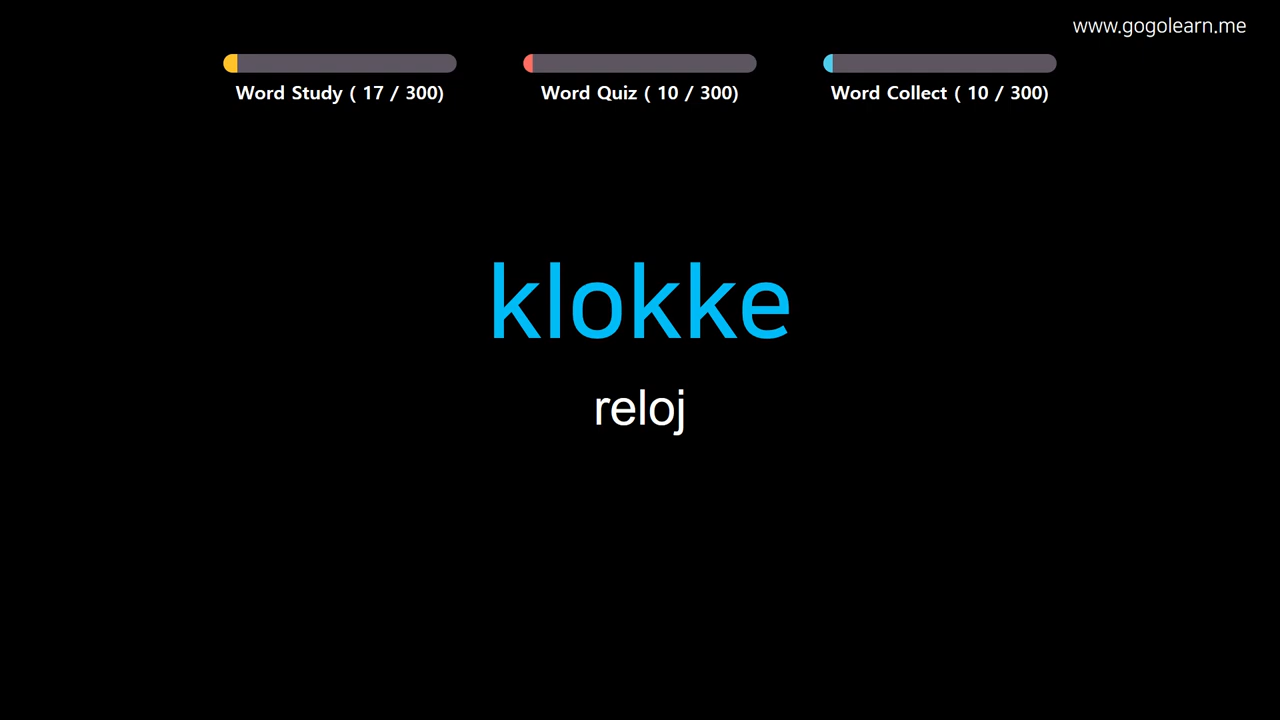 www.gogolearn.me
Word Study ( 17 / 300)
Word Quiz ( 10 / 300)
Word Collect ( 10 / 300)
klokke
reloj